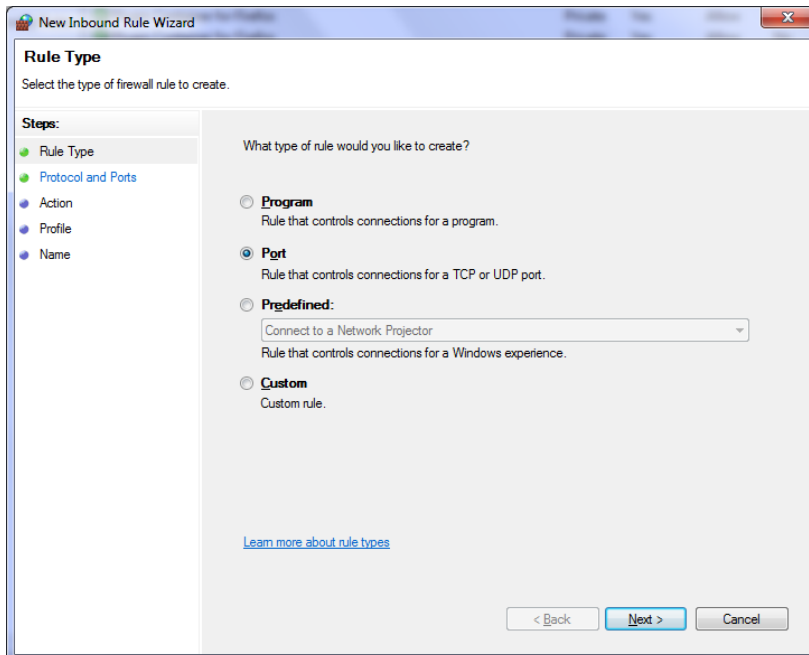 New Inbound Rule Wizard
Rule Type
Select the type of firewall rule to create.
Steps:
Rule Type
Protocol and Ports
Action
Profile
Name
What type of rule would you like to create?
Program
Rule that controls connections for a program.
Port
Rule that controls connections for a TCP or UDP port.
Predefined:
Connect to a Network Projector
Rule that controls connections for a Windows experience.
Custom
Custom rule.
Learn more about rule types
< Back
Next >
Cancel